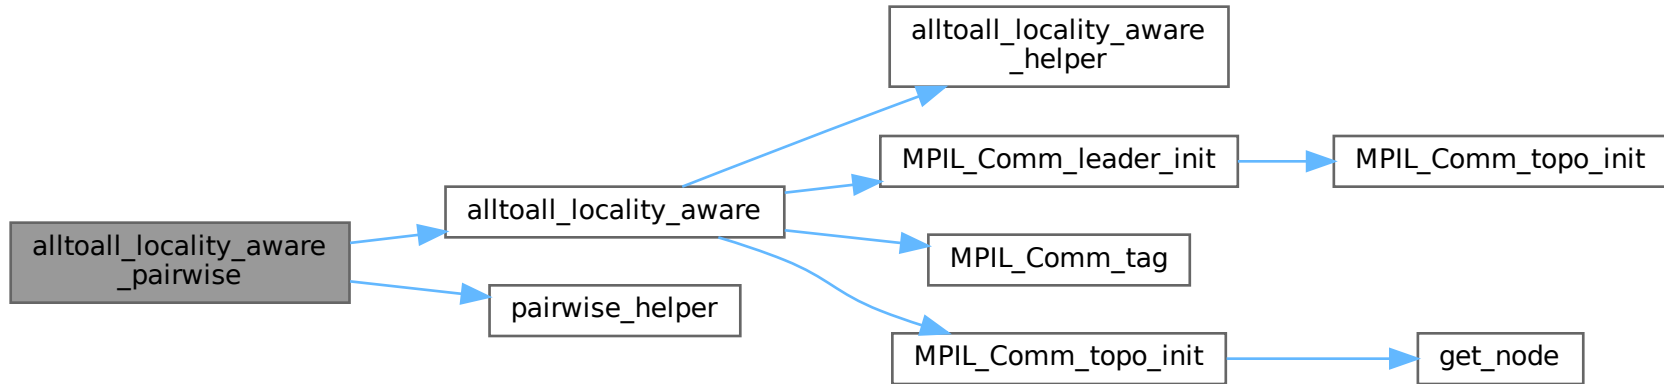 alltoall_locality_aware
_pairwise
alltoall_locality_aware
pairwise_helper
alltoall_locality_aware
_helper
MPIL_Comm_leader_init
MPIL_Comm_tag
MPIL_Comm_topo_init
MPIL_Comm_topo_init
get_node